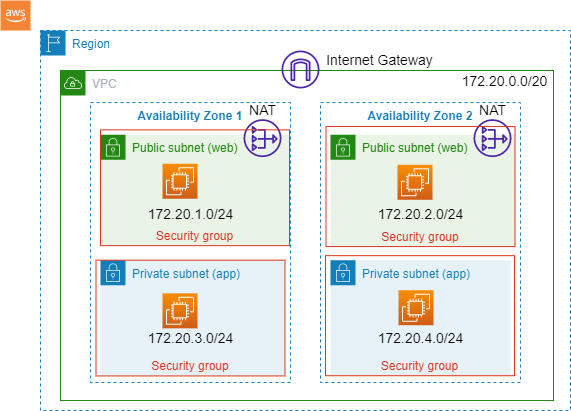 aws
Region
Internet Gateway
VPC
172.20.0.0/20
Availability Zone 1
NAT
Availability Zone 2
NAT
Public subnet (web)
172.20.1.0/24
Security group
Public subnet (web)
172.20.2.0/24
Security group
Private subnet (app)
172.20.3.0/24
Security group
Private subnet (app)
172.20.4.0/24
Security group